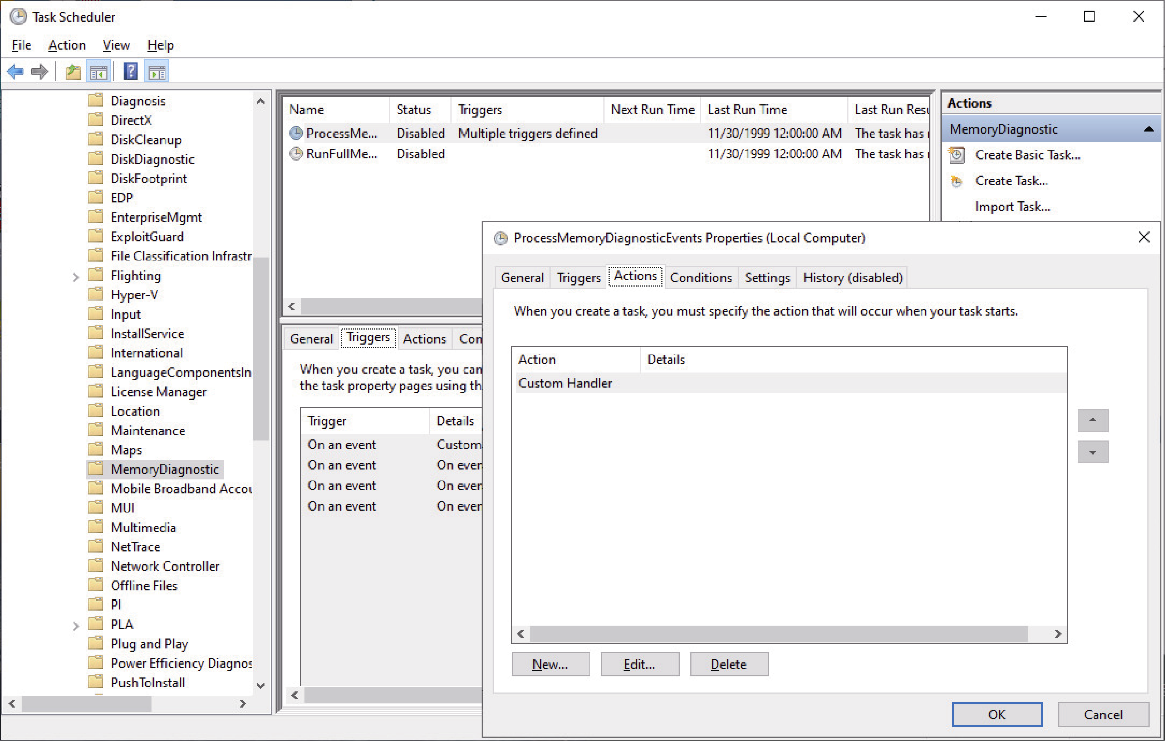 Task Scheduler
File Action View Help
Diagnosis
DirectX
DiskCleanup
DiskDiagnostic
DiskFootprint
EDP
EnterpriseMgmt
ExploitGuard
File Classification Infrastr
Flighting
Hyper-V
Input
InstallService
International
LanguageComponentsIn
License Manager
Location
Maintenance
Maps
MemoryDiagnostic
Mobile Broadband Accou
MUI
Multimedia
NetTrace
Network Controller
Offline Files
PI
PLA
Plug and Play
Power Efficiency Diagnos
PushToInstall
Name Status Triggers Next Run Time Last Run Time Last Run Resu
ProcessMe... Disabled Multiple triggers defined 11/30/1999 12:00:00 AM The task has r
RunFullMe... Disabled 11/30/1999 12:00:00 AM The task has r
General Triggers Actions Con
When you create a task, you can
the task property pages using th
Trigger Details
On an event Custom
On an event On even
On an event On even
On an event On even
Actions
MemoryDiagnostic
Create Basic Task...
Create Task...
Import Task...
ProcessMemoryDiagnosticEvents Properties (Local Computer)
General Triggers Actions Conditions Settings History (disabled)
When you create a task, you must specify the action that will occur when your task starts.
Action Details
Custom Handler
New... Edit... Delete
OK Cancel